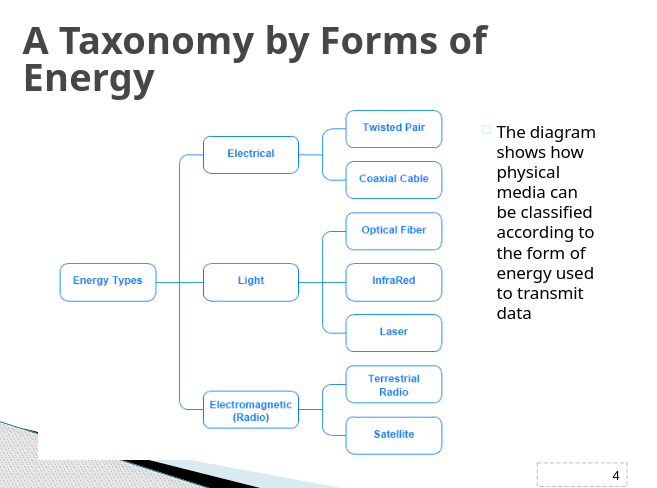 A Taxonomy by Forms of
Energy
Energy Types
Electrical
Twisted Pair
Coaxial Cable
Light
Optical Fiber
InfraRed
Laser
Electromagnetic
(Radio)
Terrestrial
Radio
Satellite
The diagram
shows how
physical
media can
be classified
according to
the form of
energy used
to transmit
data
4